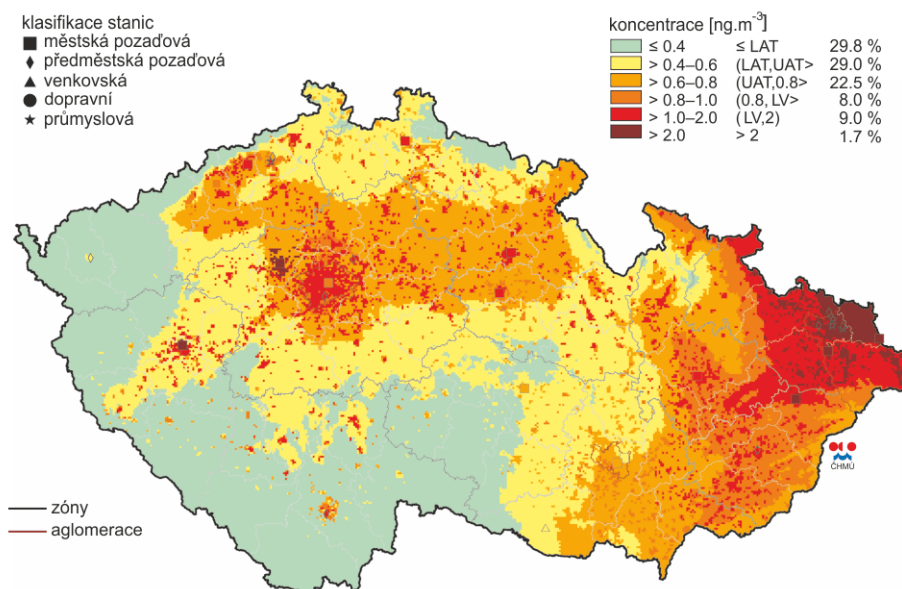 klasifikace stanic
městská pozaďová
předměstská pozaďová
venkovská
dopravní
průmyslová
koncentrace [ng.m⁻³]
≤ 0.4 ≤ LAT 29.8 %
> 0.4–0.6 (LAT,UAT> 29.0 %
> 0.6–0.8 (UAT,0.8> 22.5 %
> 0.8–1.0 (0.8, LV> 8.0 %
> 1.0–2.0 (LV,2) 9.0 %
> 2.0 > 2 1.7 %
ČHMÚ
zóny
aglomerace